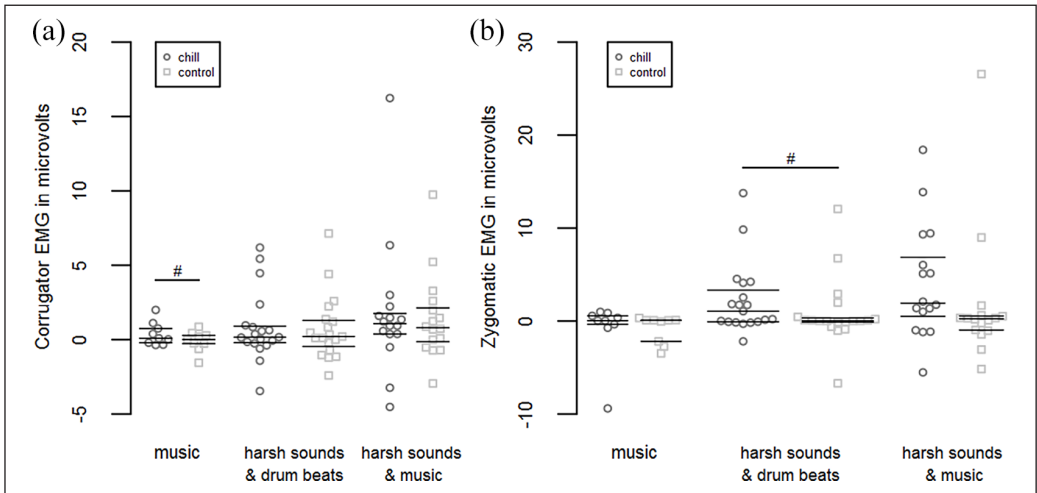 (a)
Corrugator EMG in microvolts
20
15
10
5
0
-5
chill
control
#
music
harsh sounds
& drum beats
harsh sounds
& music
(b)
Zygomatic EMG in microvolts
30
20
10
0
-10
chill
control
#
music
harsh sounds
& drum beats
harsh sounds
& music